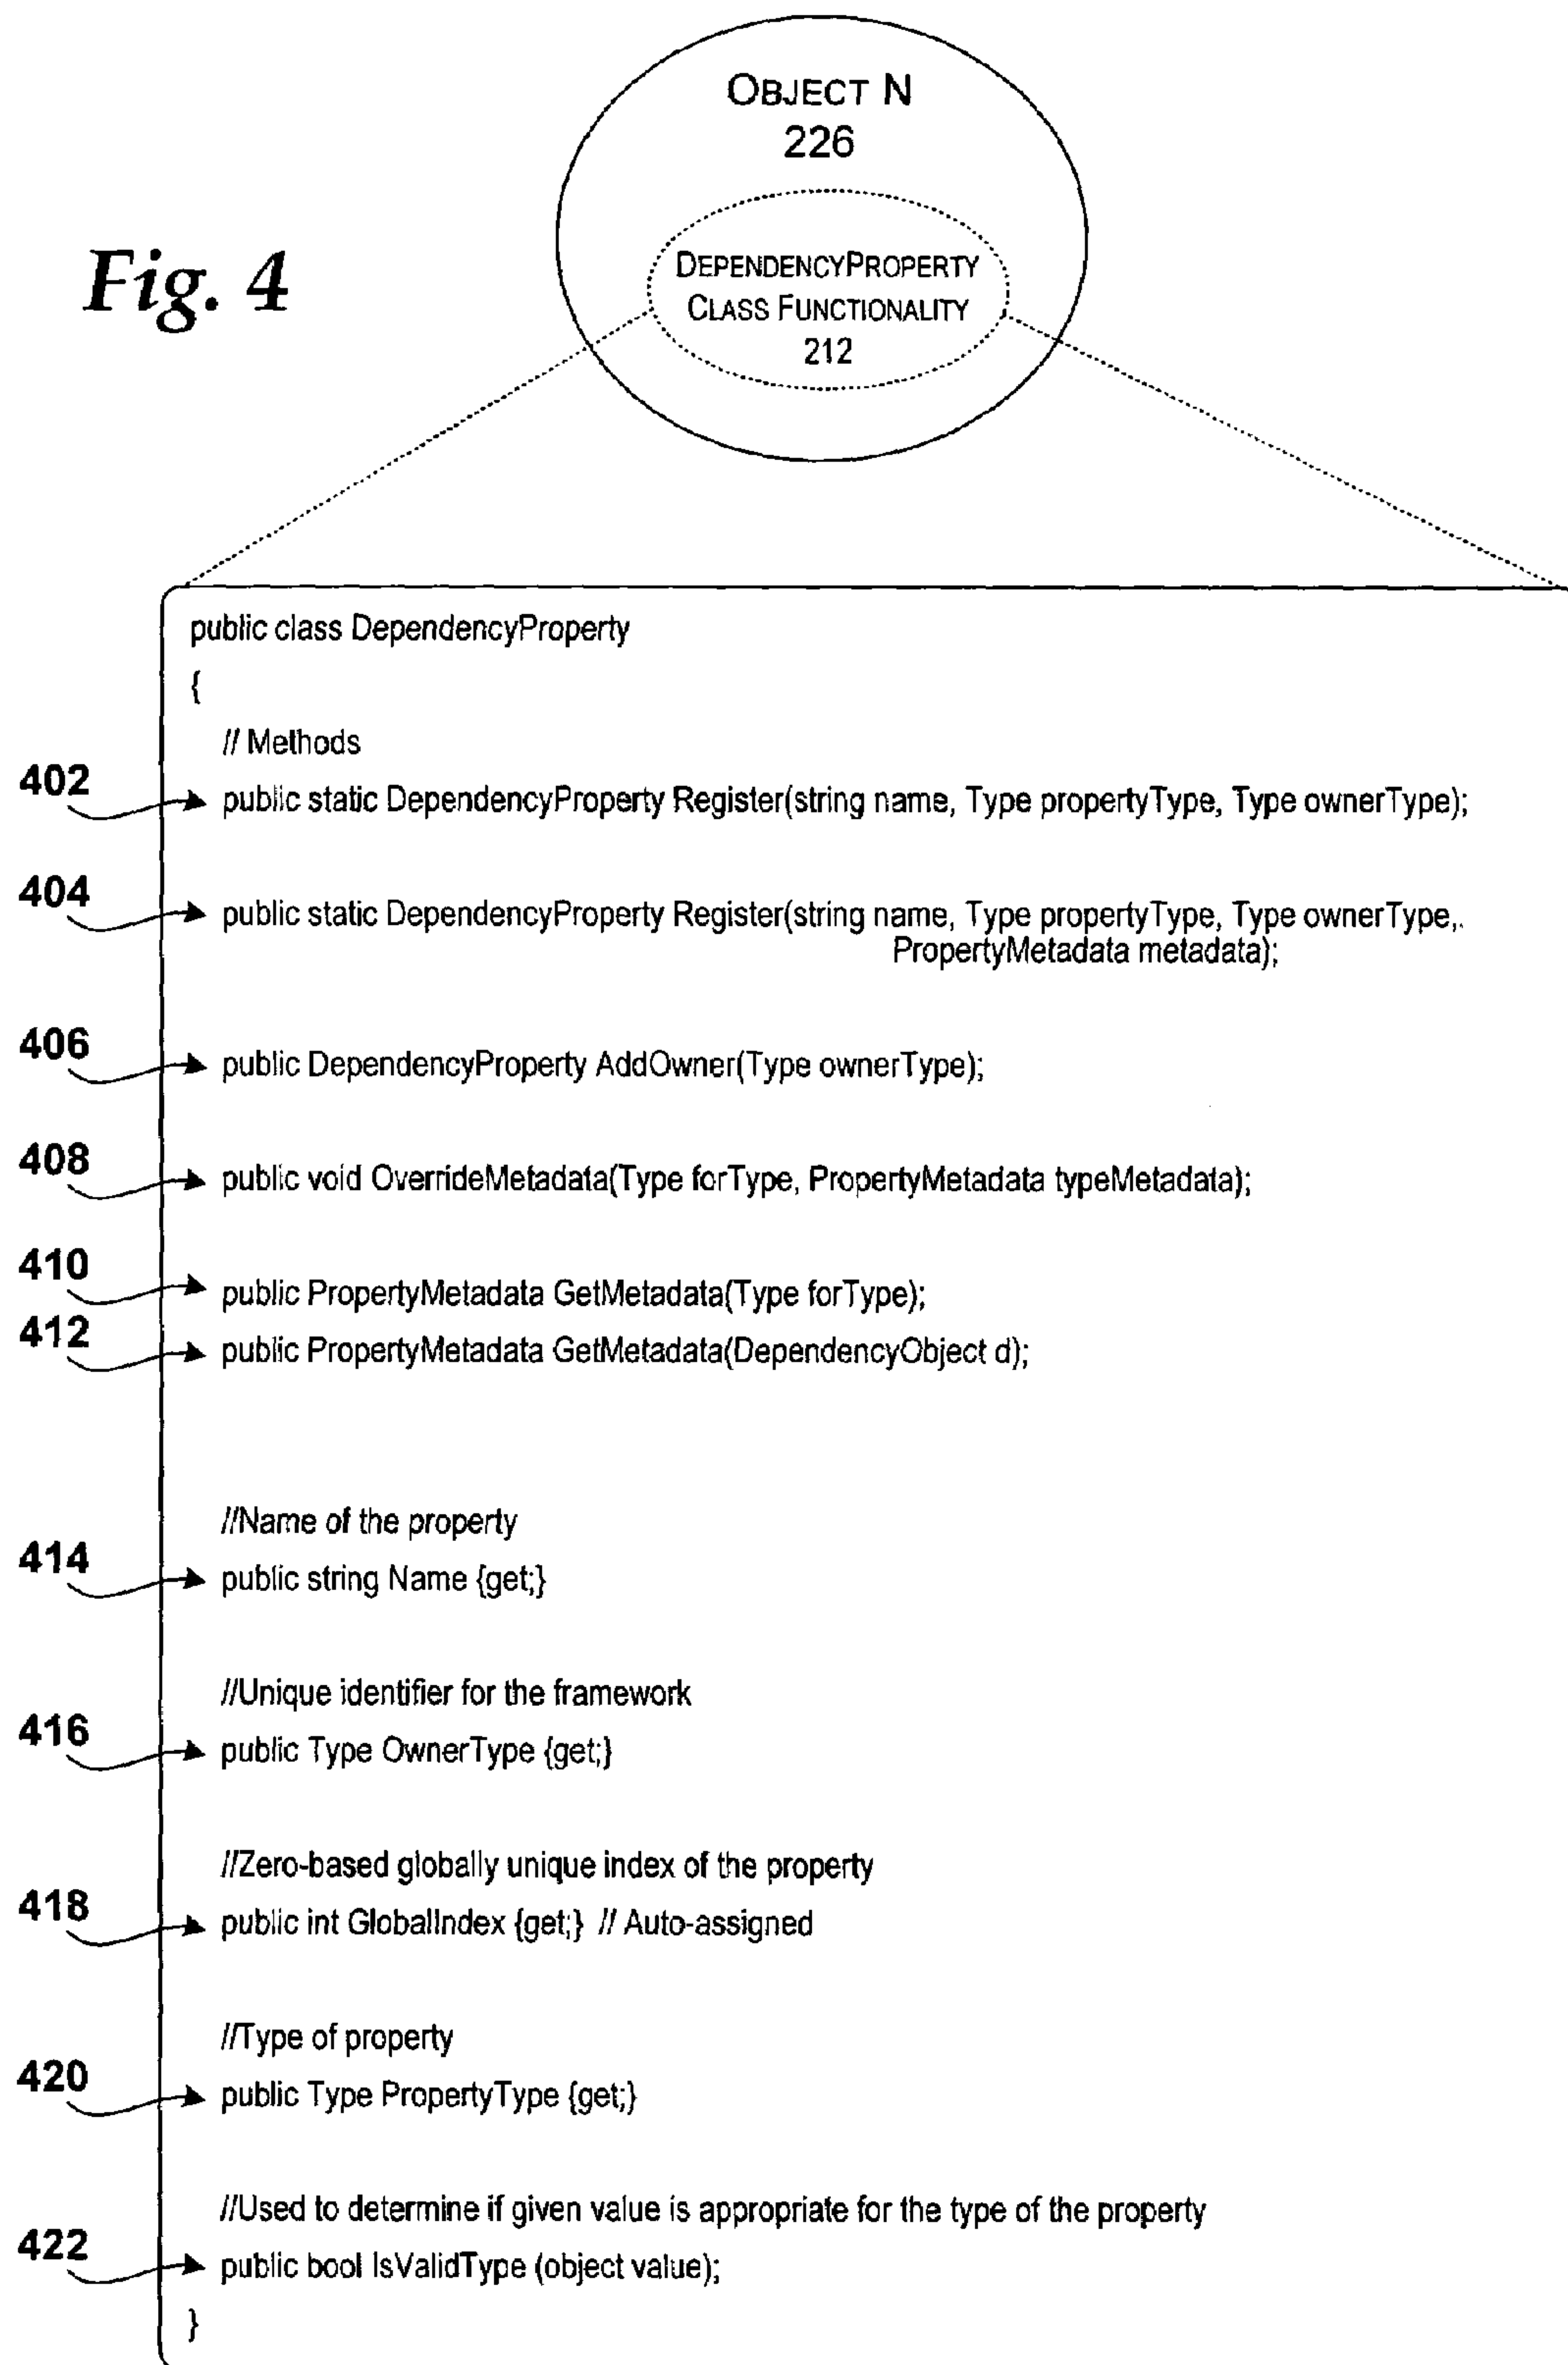 OBJECT N
226
Fig. 4
DEPENDENCYPROPERTY
CLASS FUNCTIONALITY
212
public class DependencyProperty
{
// Methods
402
public static DependencyProperty Register(string name, Type propertyType, Type ownerType);
404
public static DependencyProperty Register(string name, Type propertyType, Type ownerType,.
PropertyMetadata metadata);
406
public DependencyProperty AddOwner(Type ownerType);
408
public void OverrideMetadata(Type forType, PropertyMetadata typeMetadata);
410
public PropertyMetadata GetMetadata(Type forType);
412
public PropertyMetadata GetMetadata(DependencyObject d);
//Name of the property
414
public string Name {get;}
//Unique identifier for the framework
416
public Type OwnerType {get;}
//Zero-based globally unique index of the property
418
public int GlobalIndex {get;} // Auto-assigned
//Type of property
420
public Type PropertyType {get;}
//Used to determine if given value is appropriate for the type of the property
422
public bool IsValidType (object value);
}